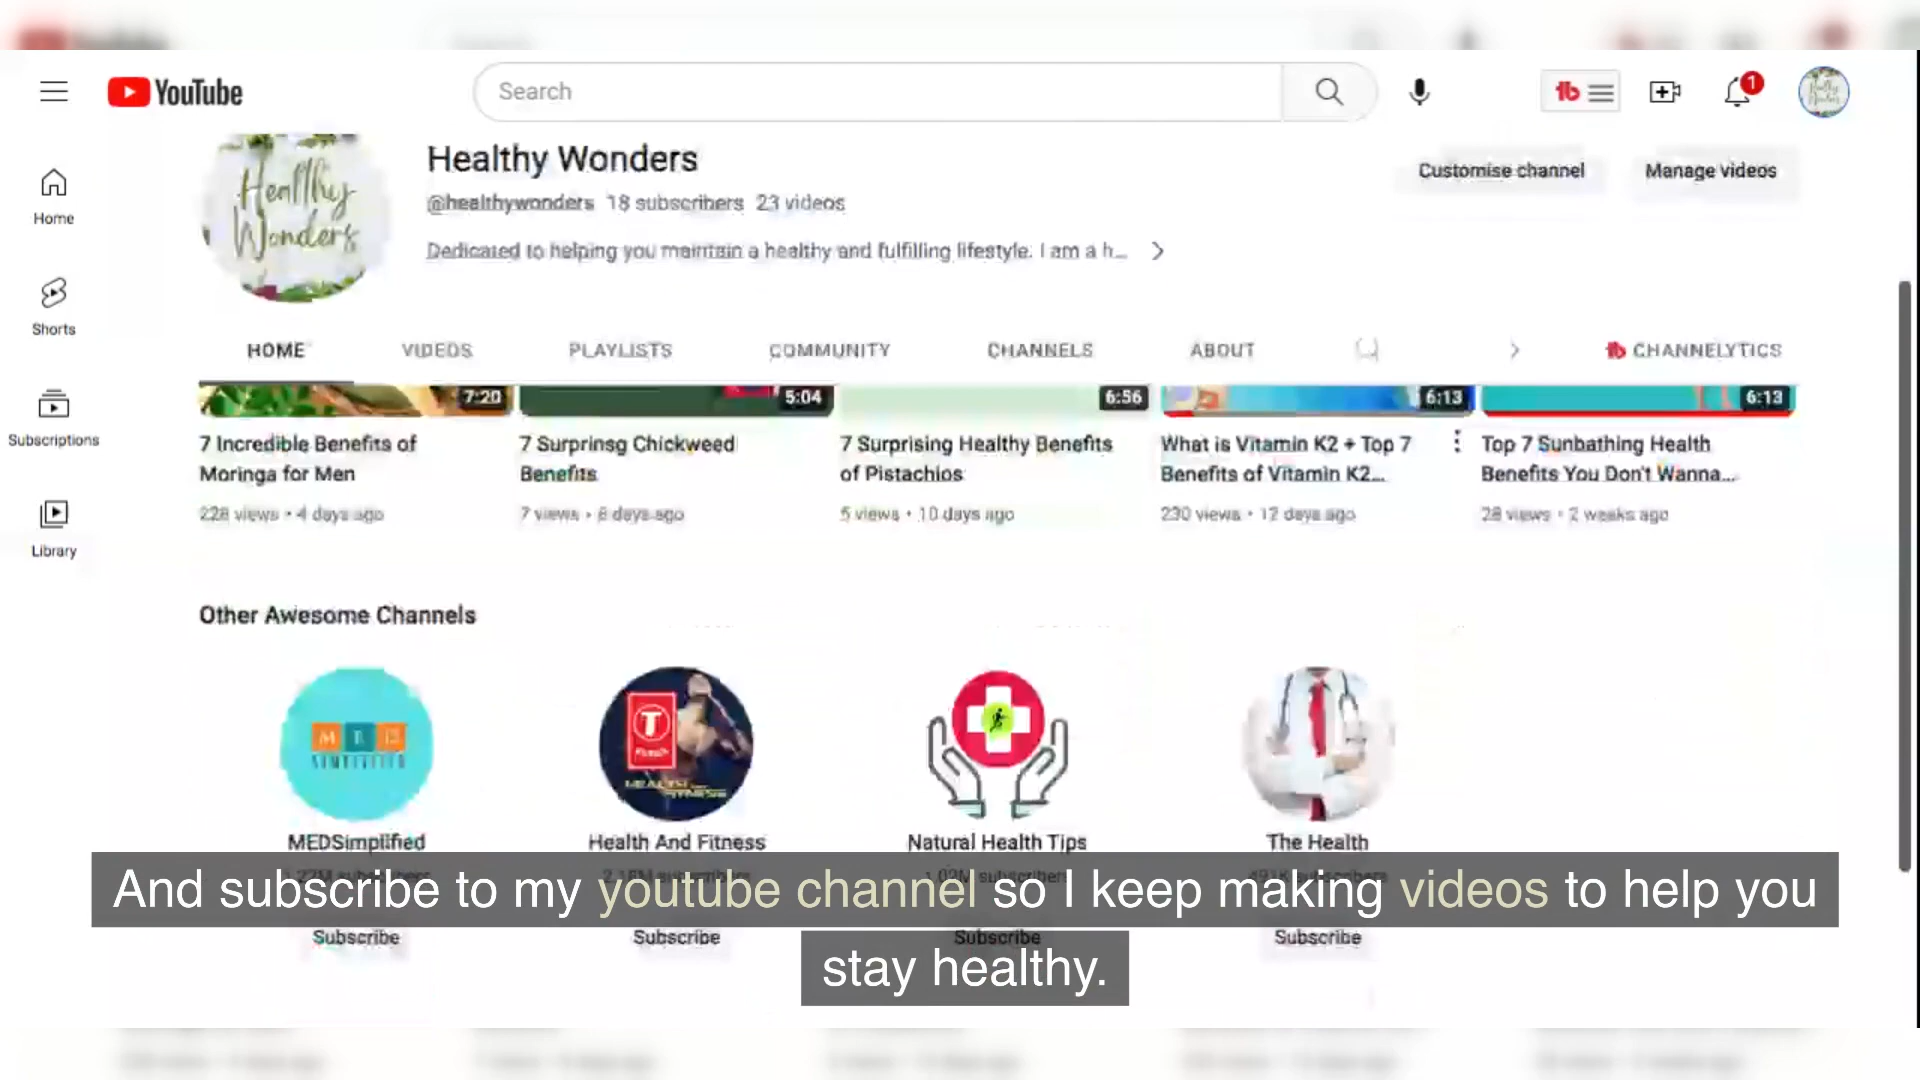 YouTube
Search
1
Healthy Wonders
Healthy
Wonders
@healthywonders 18 subscribers 23 videos
Dedicated to helping you maintain a healthy and fulfilling lifestyle. I am a h...
Customise channel
Manage videos
Home
Shorts
Subscriptions
Library
HOME
VIDEOS
PLAYLISTS
COMMUNITY
CHANNELS
ABOUT
CHANNELYTICS
7:20
5:04
6:56
6:13
6:13
7 Incredible Benefits of
Moringa for Men
228 views • 4 days ago
7 Surprinsg Chickweed
Benefits
7 views • 8 days ago
7 Surprising Healthy Benefits
of Pistachios
5 views • 10 days ago
What is Vitamin K2 + Top 7
Benefits of Vitamin K2...
230 views • 12 days ago
Top 7 Sunbathing Health
Benefits You Don't Wanna...
28 views • 2 weeks ago
Other Awesome Channels
MED
SIMPLIFIED
MEDSimplified
Health And Fitness
Natural Health Tips
The Health
And subscribe to my youtube channel so I keep making videos to help you
stay healthy.
Subscribe
Subscribe
Subscribe
Subscribe